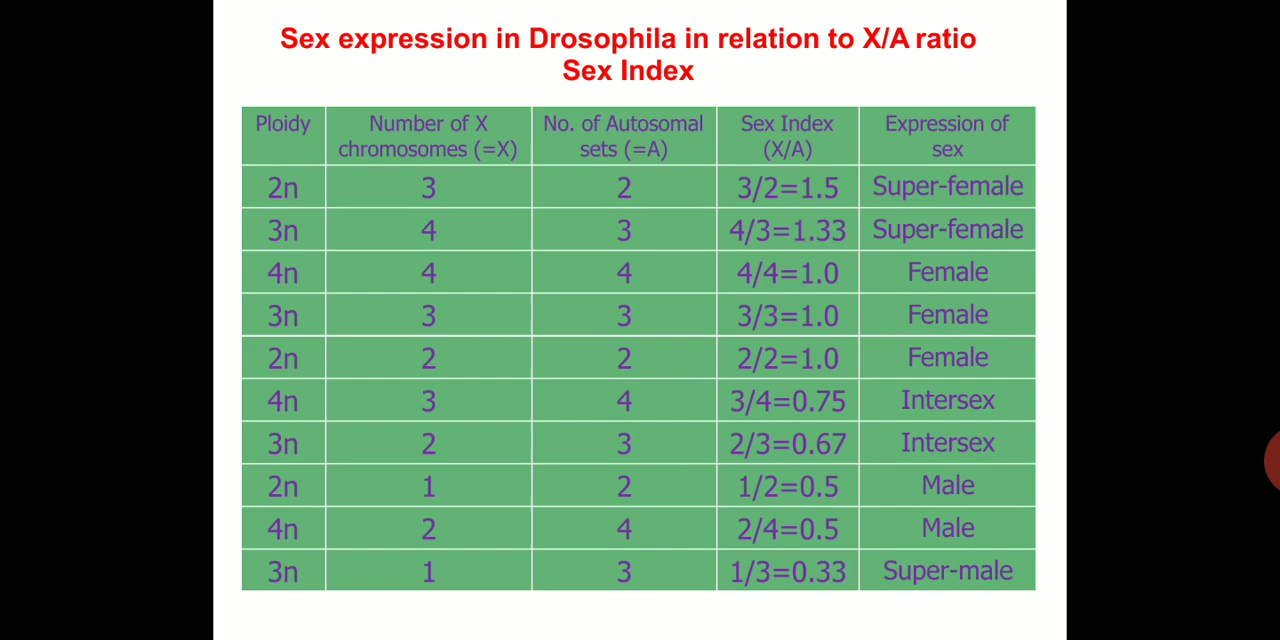 Sex expression in Drosophila in relation to X/A ratio
Sex Index
Ploidy Number of X chromosomes (=X) No. of Autosomal sets (=A) Sex Index (X/A) Expression of sex
2n 3 2 3/2=1.5 Super-female
3n 4 3 4/3=1.33 Super-female
4n 4 4 4/4=1.0 Female
3n 3 3 3/3=1.0 Female
2n 2 2 2/2=1.0 Female
4n 3 4 3/4=0.75 Intersex
3n 2 3 2/3=0.67 Intersex
2n 1 2 1/2=0.5 Male
4n 2 4 2/4=0.5 Male
3n 1 3 1/3=0.33 Super-male